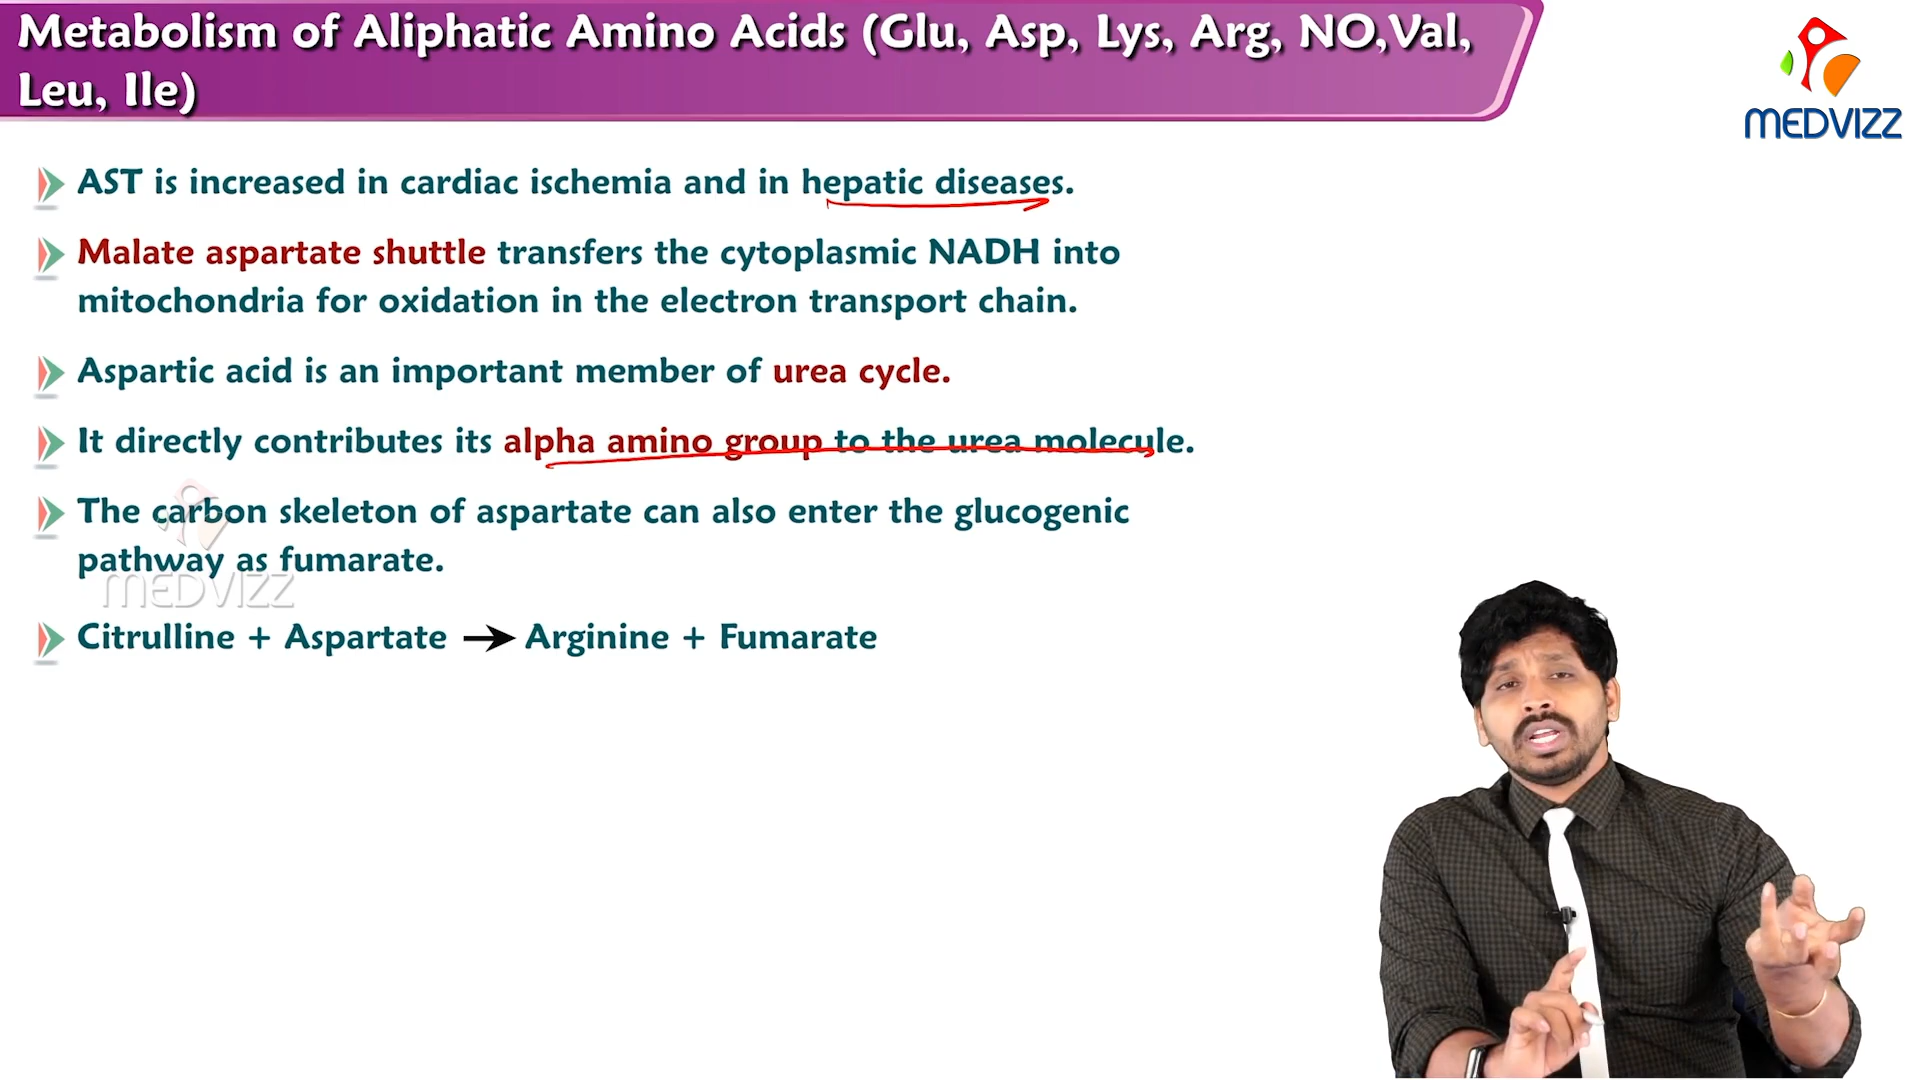 Metabolism of Aliphatic Amino Acids (Glu, Asp, Lys, Arg, NO,Val,
Leu, Ile)
MEDVIZZ
AST is increased in cardiac ischemia and in hepatic diseases.
Malate aspartate shuttle transfers the cytoplasmic NADH into
mitochondria for oxidation in the electron transport chain.
Aspartic acid is an important member of urea cycle.
It directly contributes its alpha amino group to the urea molecule.
The carbon skeleton of aspartate can also enter the glucogenic
pathway as fumarate.
MEDVIZZ
Citrulline + Aspartate → Arginine + Fumarate